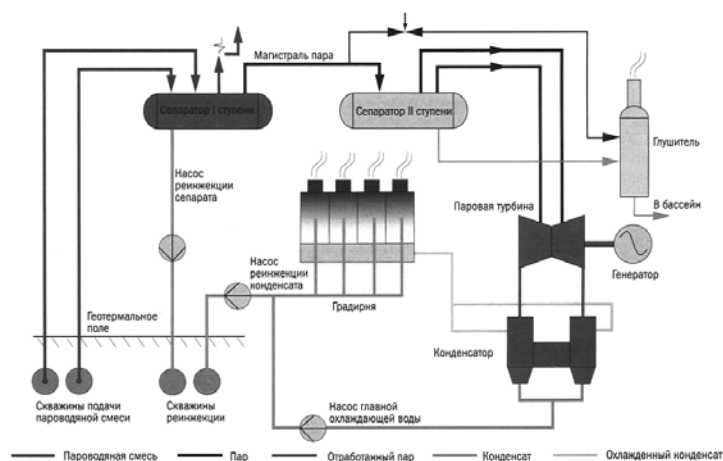 Магистраль пара
Сепаратор I ступени
Сепаратор II ступени
Глушитель
В бассейн
Насос
реинжекции
сепарата
Паровая турбина
Генератор
Насос
реинжекции
конденсата
Градирня
Геотермальное
поле
Конденсатор
Скважины подачи
пароводяной смеси
Скважины
реинжекции
Насос главной
охлаждающей воды
Пароводяная смесь
Пар
Отработанный пар
Конденсат
Охлажденный конденсат